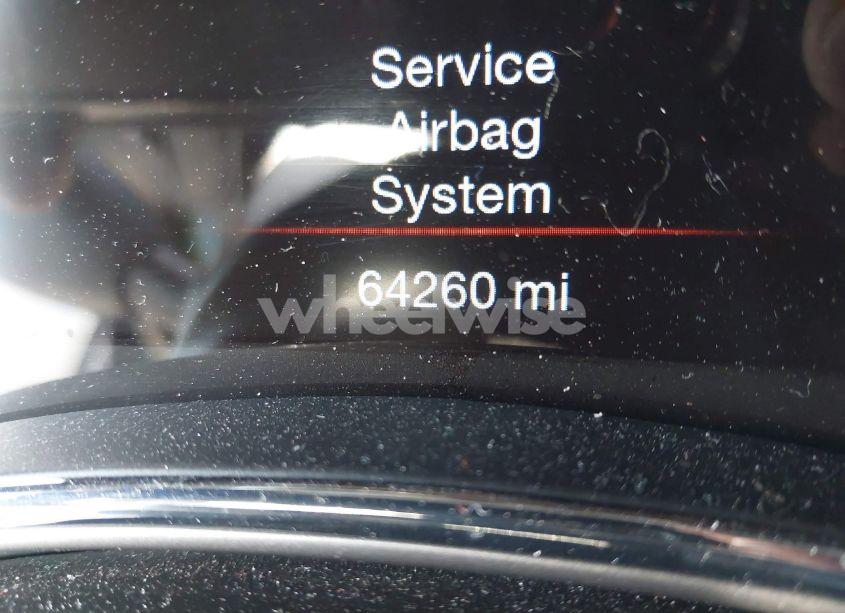 Service
Airbag
System
64260 mi
wheelwise